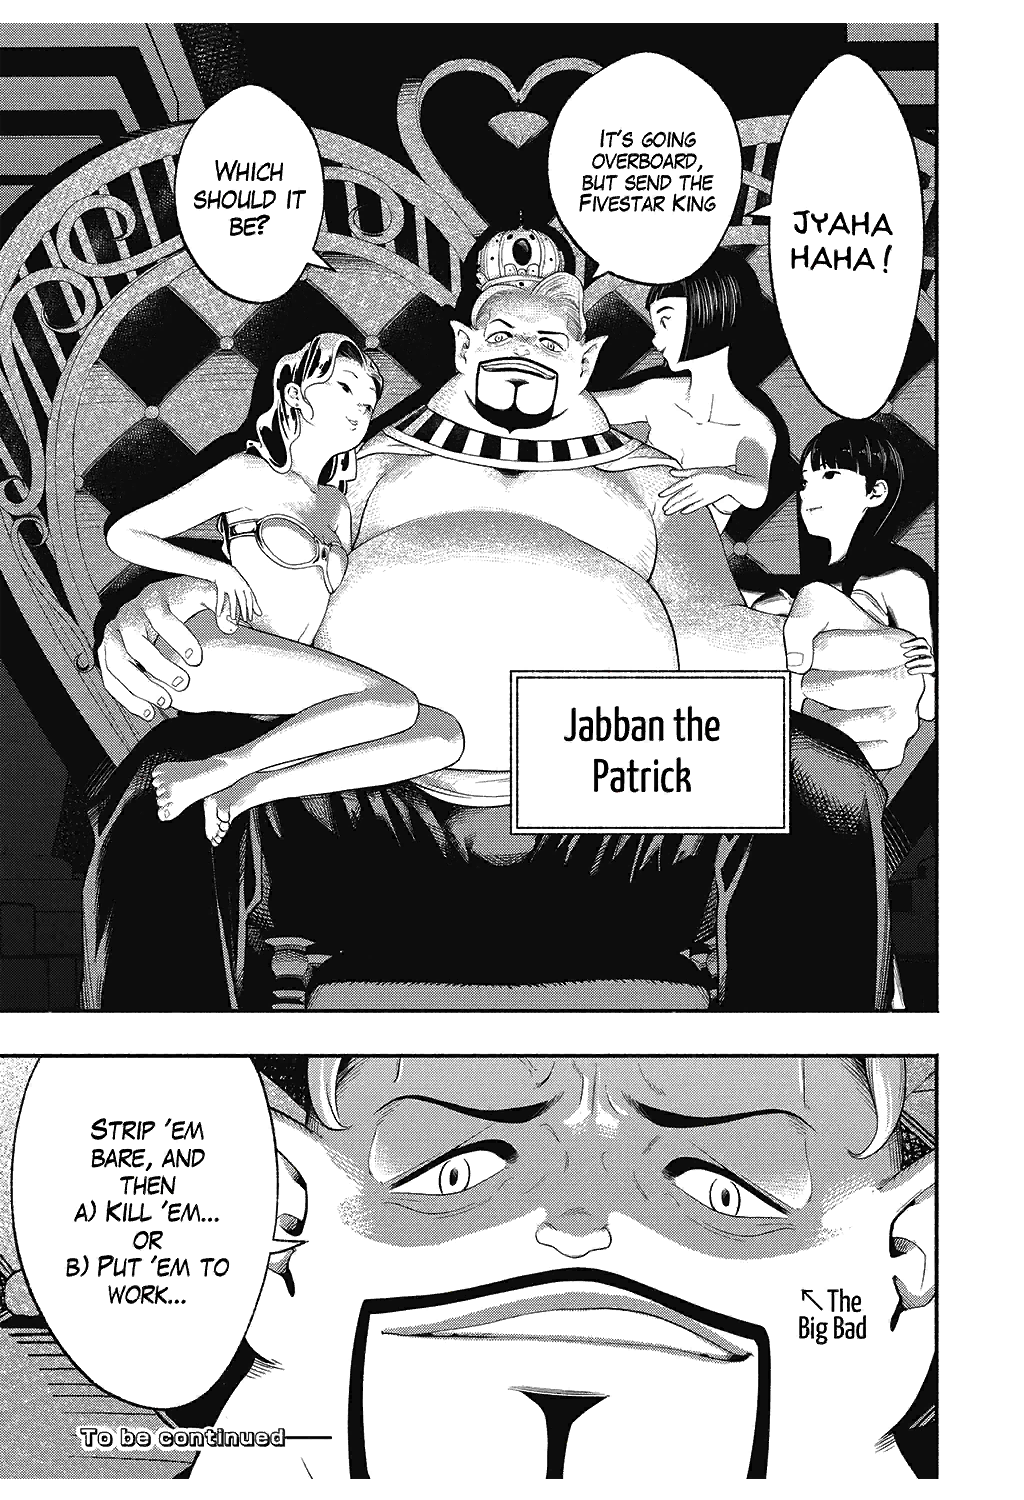 JYAHA
HAHA!
IT'S GOING
OVERBOARD,
BUT SEND THE
FIVESTAR KING
WHICH
SHOULD IT
BE?
Jabban the
Patrick
STRIP 'EM
BARE, AND
THEN
A) KILL 'EM...
OR
B) PUT 'EM TO
WORK...
The
Big Bad
To be continued